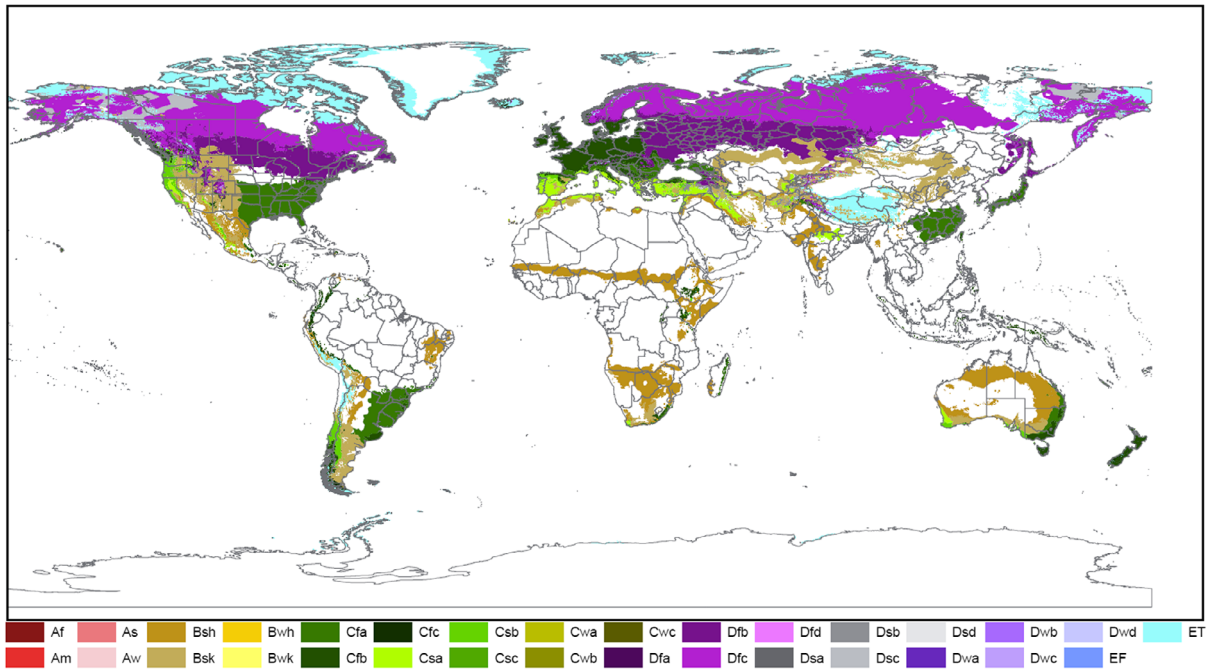 Af As Bsh Bwh Cfa Cfc Csb Cwa Cwc Dfb Dfd Dsb Dsd Dwb Dwd ET
Am Aw Bsk Bwk Cfb Csa Csc Cwb Dfa Dfc Dsa Dsc Dwa Dwc EF